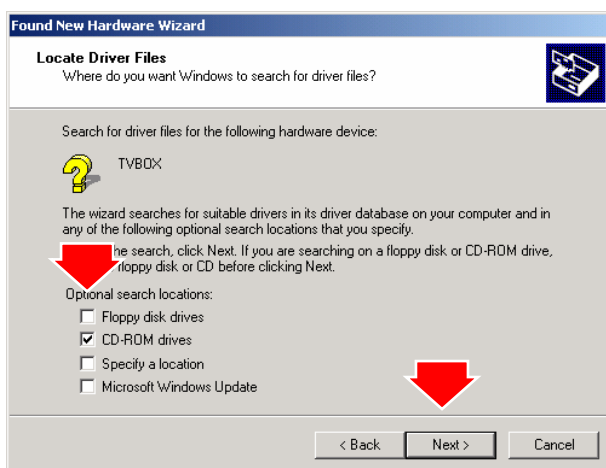 Found New Hardware Wizard
Locate Driver Files
Where do you want Windows to search for driver files?
Search for driver files for the following hardware device:
TVBOX
The wizard searches for suitable drivers in its driver database on your computer and in
any of the following optional search locations that you specify.
the search, click Next. If you are searching on a floppy disk or CD-ROM drive,
floppy disk or CD before clicking Next.
Optional search locations:
Floppy disk drives
CD-ROM drives
Specify a location
Microsoft Windows Update
< Back Next > Cancel